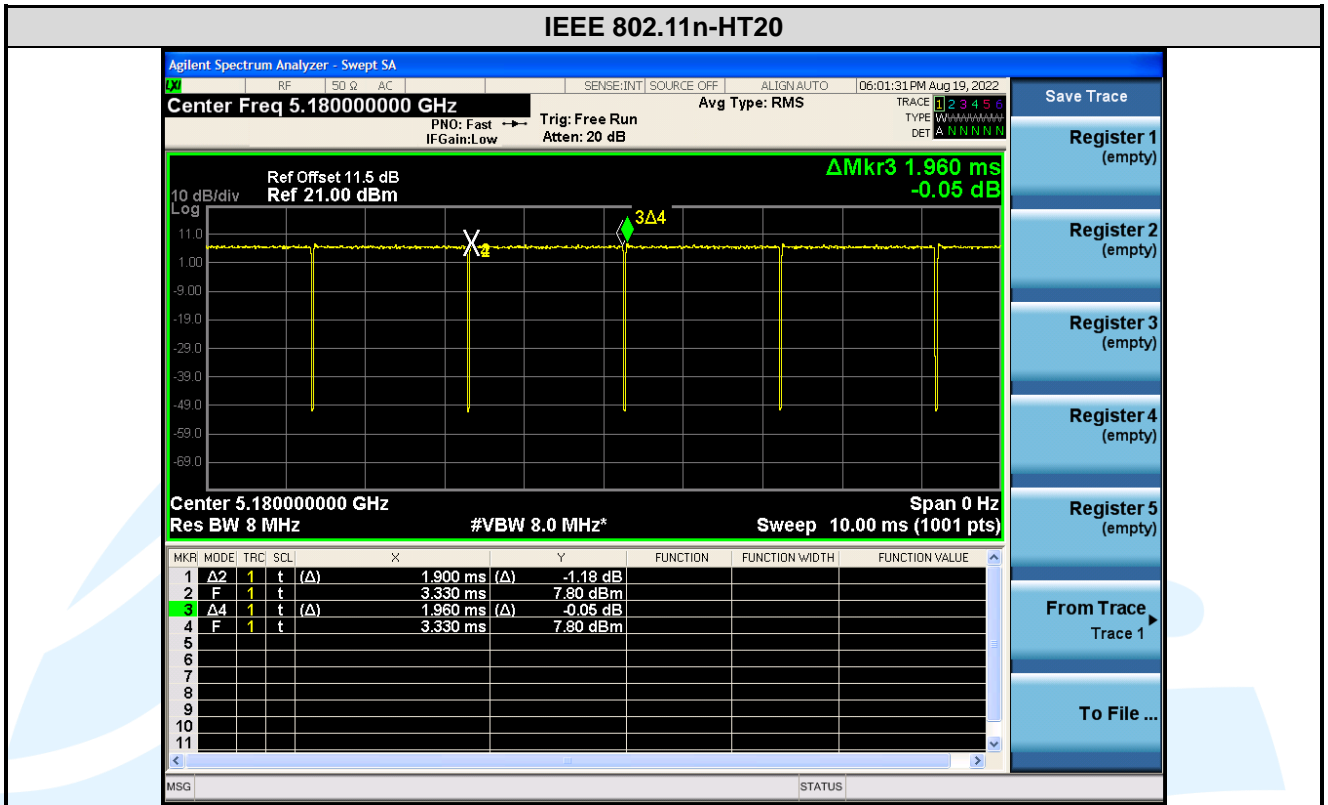 IEEE 802.11n-HT20
Agilent Spectrum Analyzer - Swept SA
LXI RF 50 Ω AC SENSE:INT SOURCE OFF ALIGN AUTO 06:01:31 PM Aug 19, 2022
Center Freq 5.180000000 GHz
PNO: Fast
IFGain:Low
Trig: Free Run
Atten: 20 dB
Avg Type: RMS
TRACE 1 2 3 4 5 6
TYPE
DET A N N N N N
ΔMkr3 1.960 ms
-0.05 dB
Ref Offset 11.5 dB
10 dB/div Ref 21.00 dBm
Log
11.0
1.00
-9.00
-19.0
-29.0
-39.0
-49.0
-59.0
-69.0
3Δ4
Center 5.180000000 GHz Span 0 Hz
Res BW 8 MHz #VBW 8.0 MHz* Sweep 10.00 ms (1001 pts)
MKR MODE TRC SCL X Y FUNCTION FUNCTION WIDTH FUNCTION VALUE
1 Δ2 1 t (Δ) 1.900 ms (Δ) -1.18 dB
2 F 1 t 3.330 ms 7.80 dBm
3 Δ4 1 t (Δ) 1.960 ms (Δ) -0.05 dB
4 F 1 t 3.330 ms 7.80 dBm
5
6
7
8
9
10
11
MSG STATUS
Save Trace
Register 1
(empty)
Register 2
(empty)
Register 3
(empty)
Register 4
(empty)
Register 5
(empty)
From Trace
Trace 1
To File ...